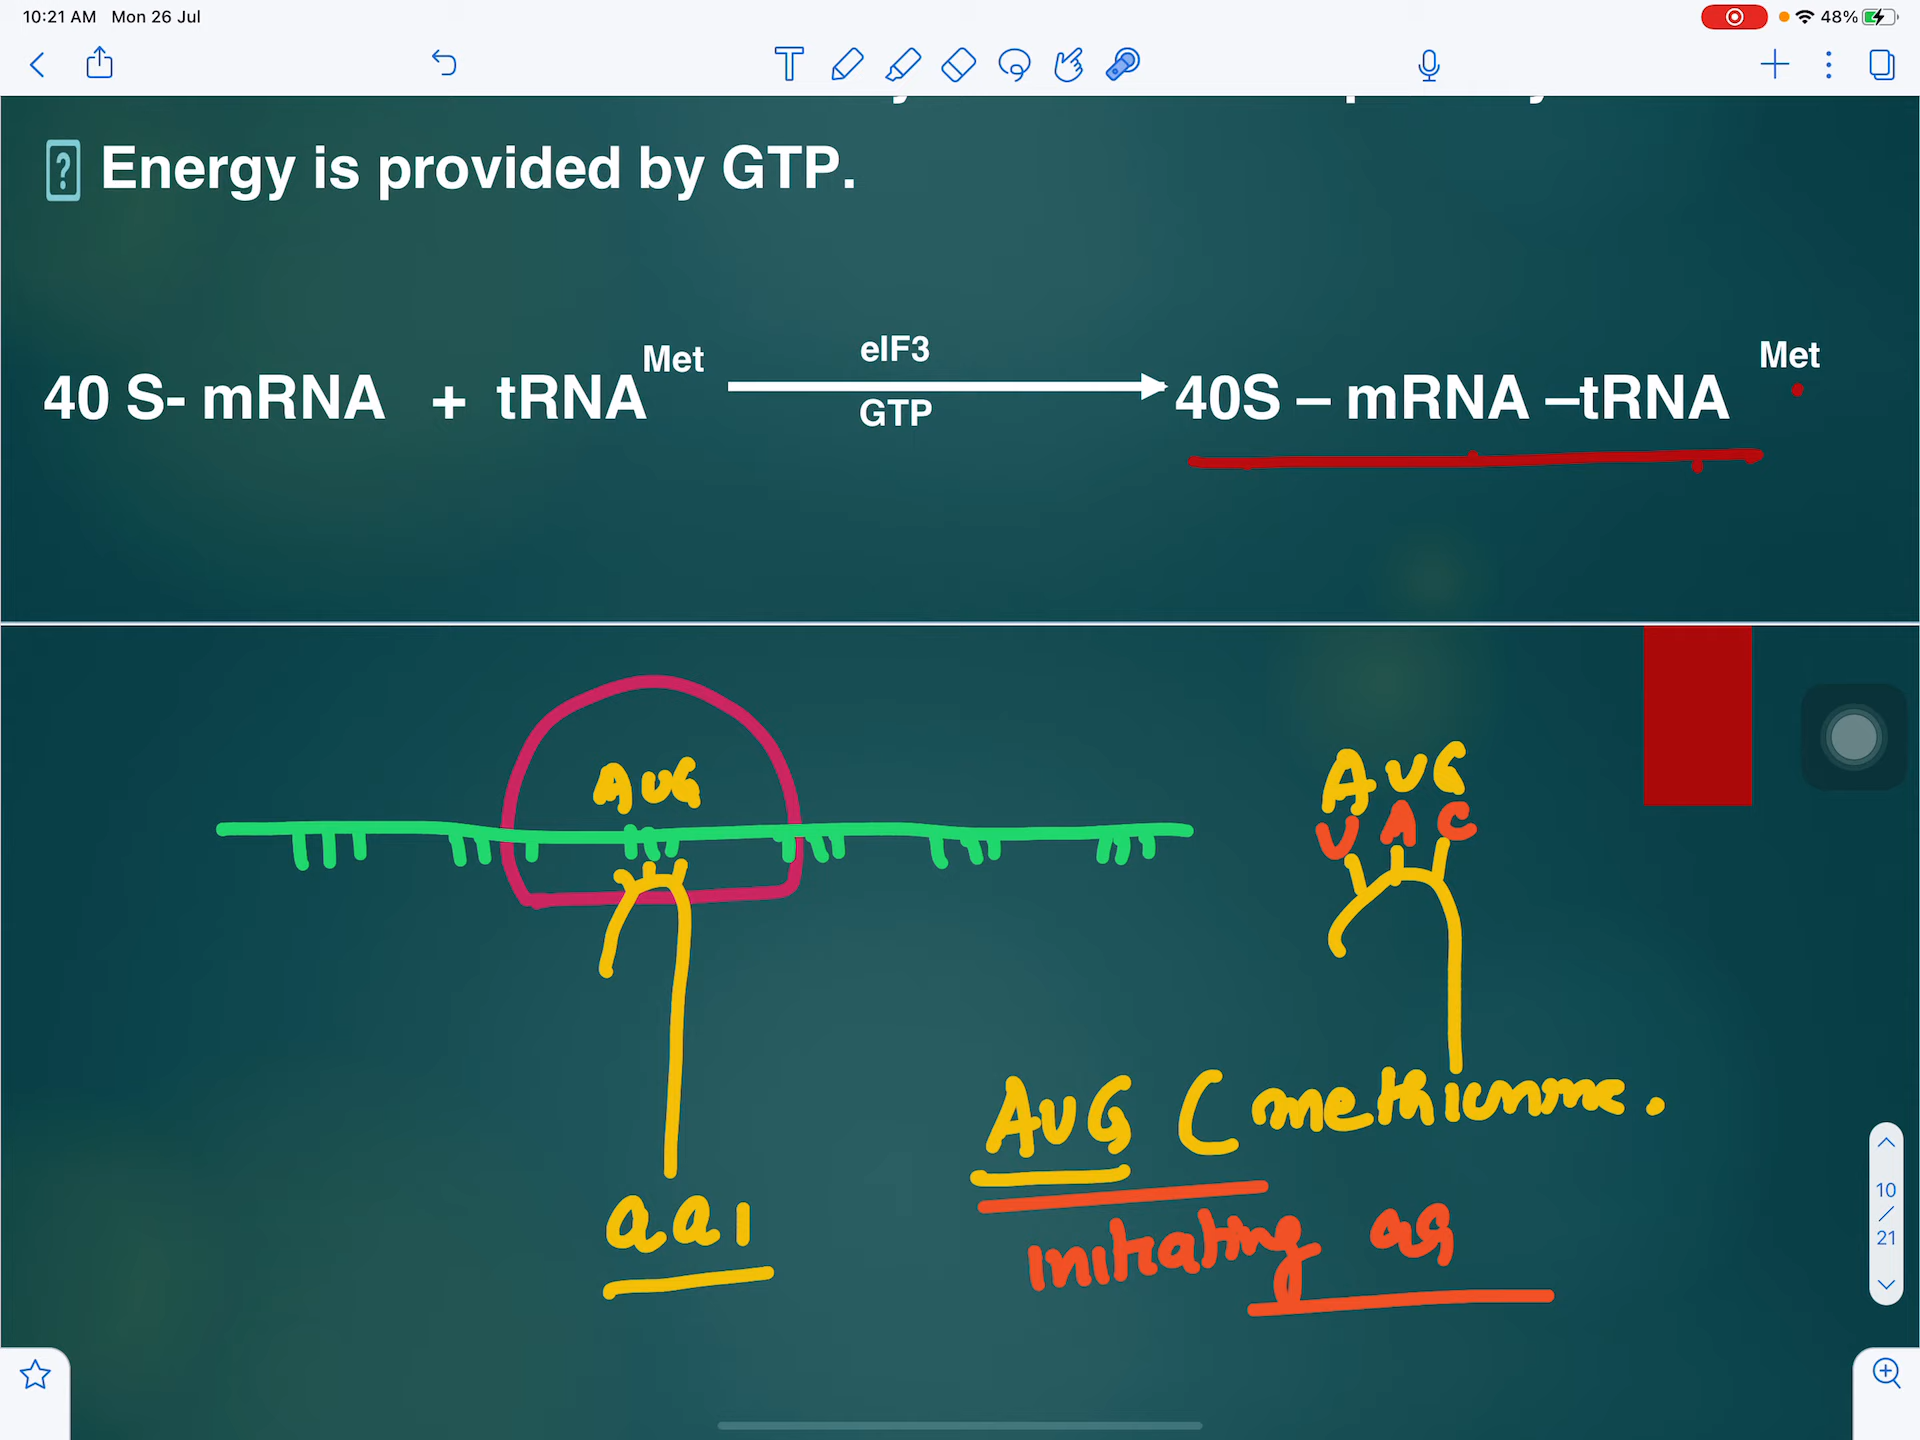 10:21 AM Mon 26 Jul 48%
Energy is provided by GTP.
40 S- mRNA + tRNA Met eIF3 GTP 40S – mRNA –tRNA Met
AUG
AUG
UAC
AUG (methionine.
aa1
initiating aa
10
/
21